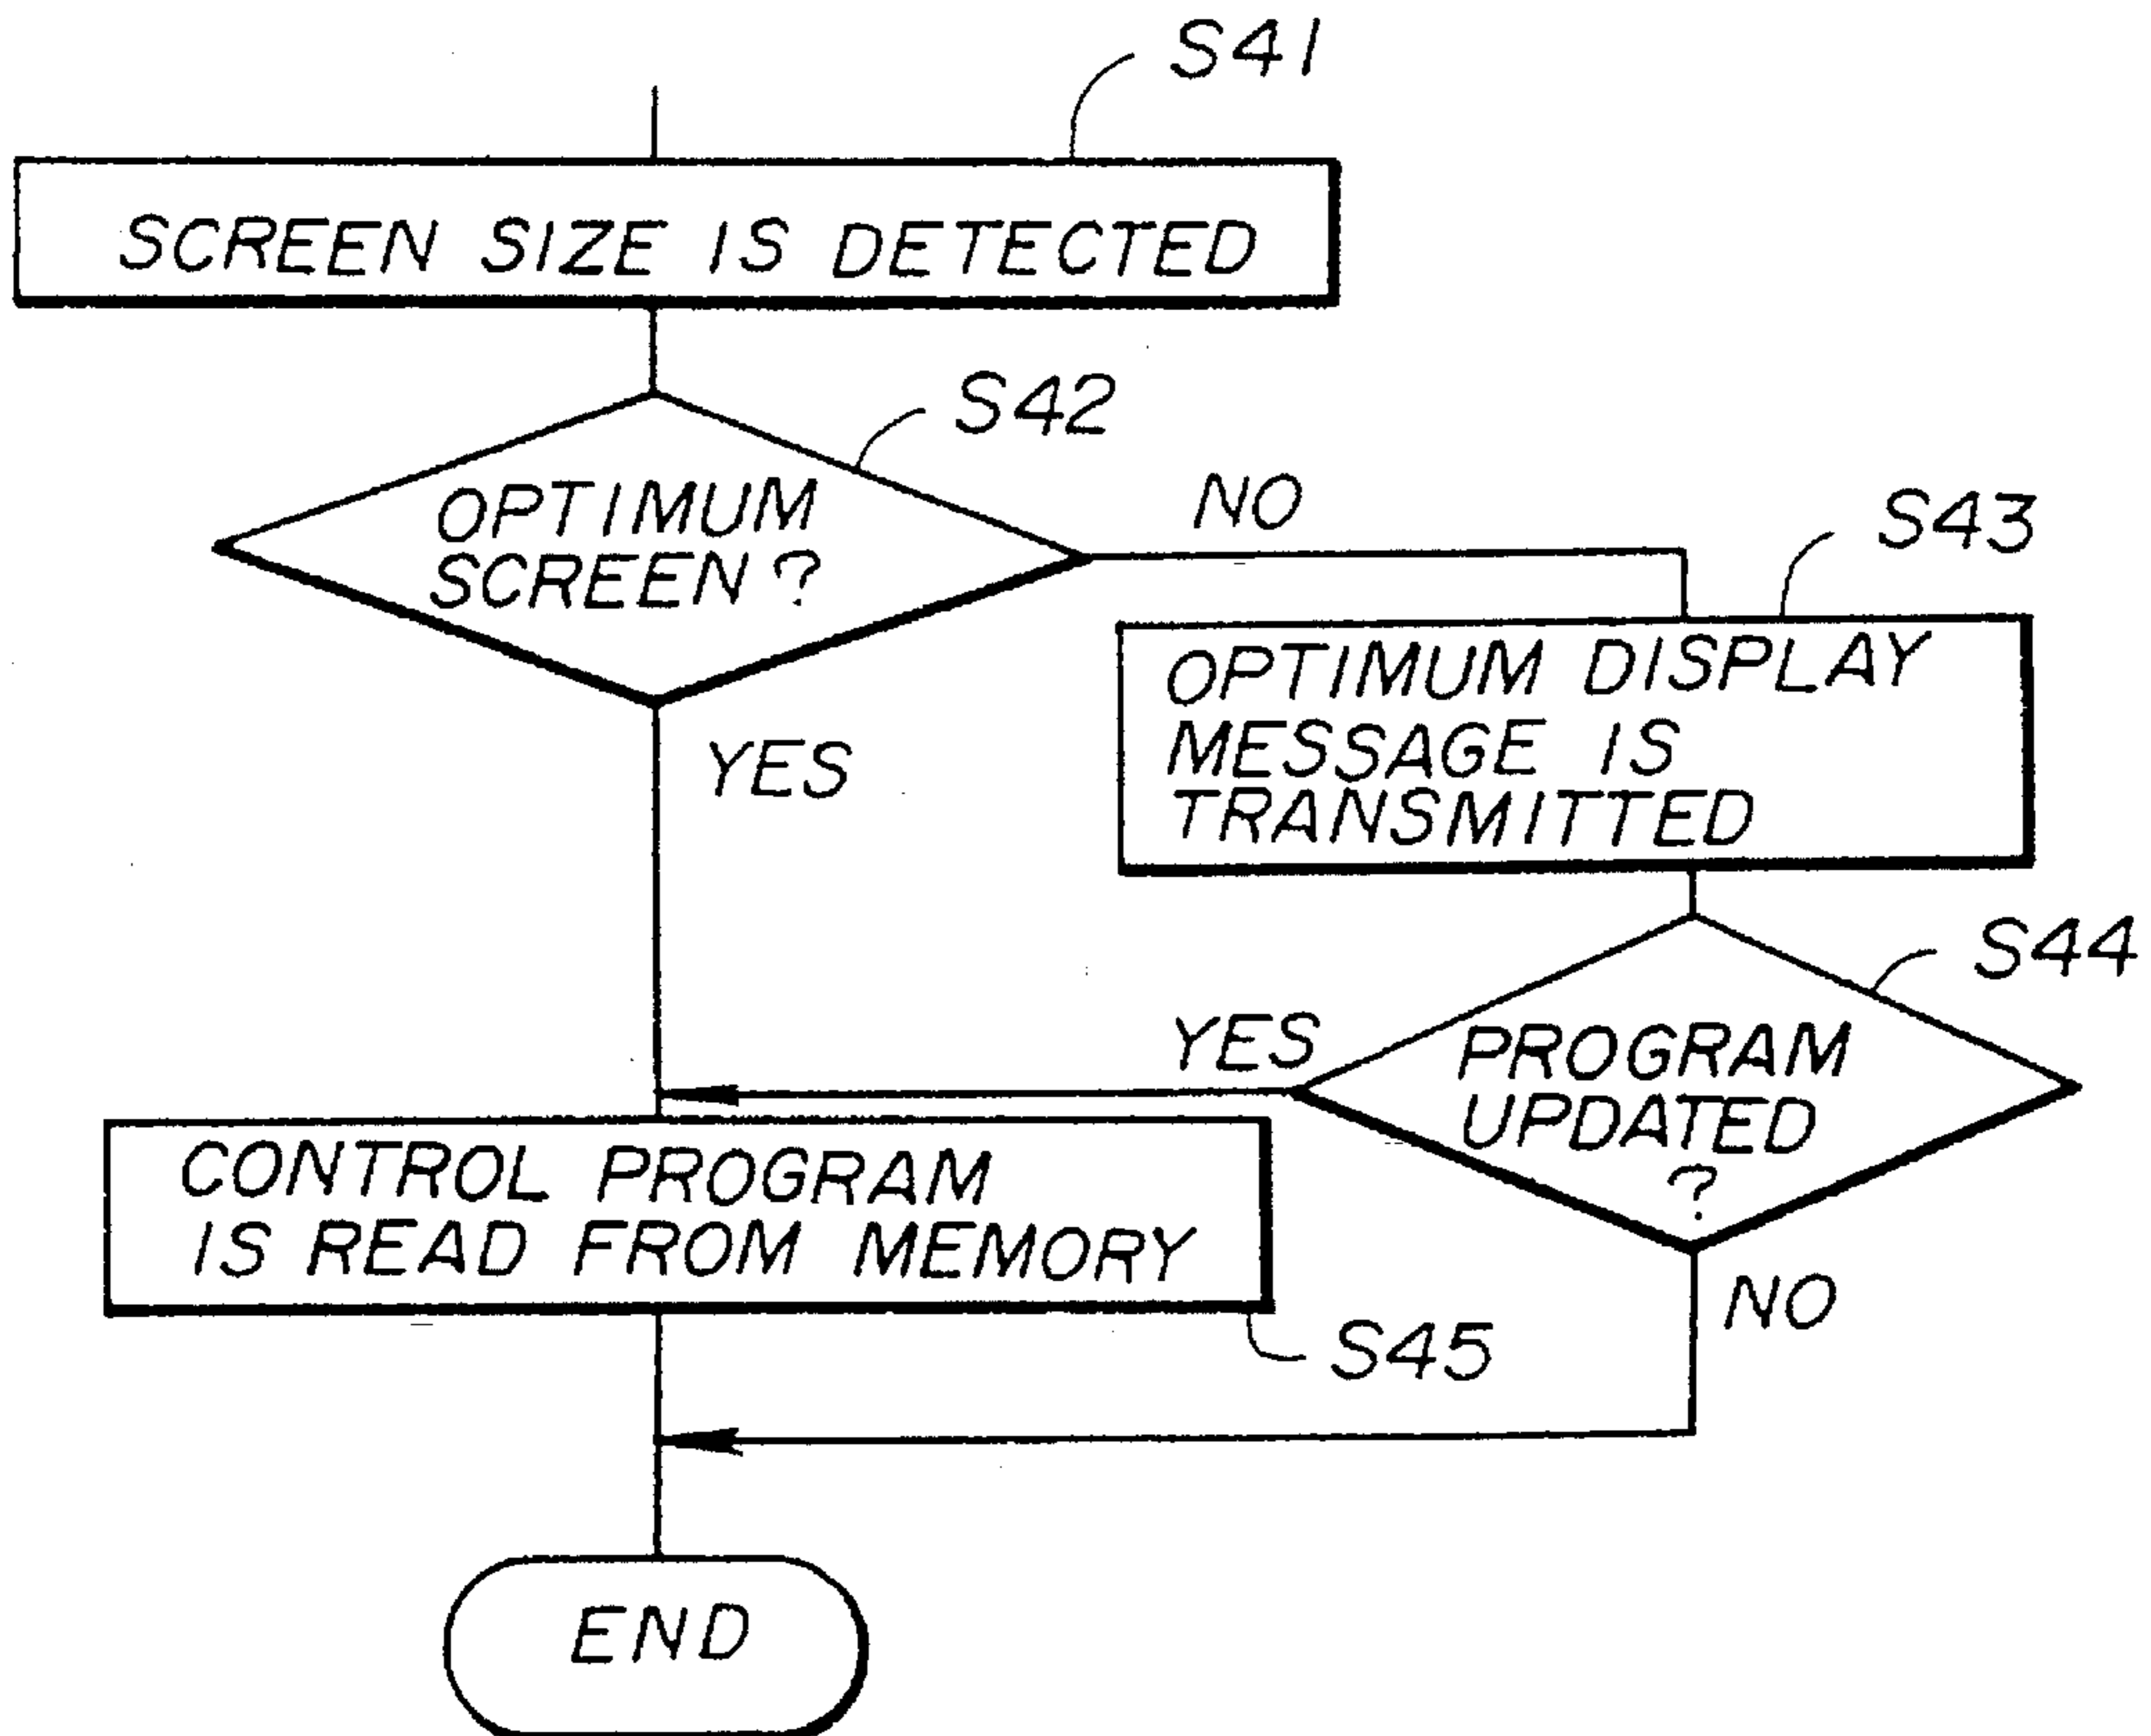 S41
SCREEN SIZE IS DETECTED
S42
OPTIMUM
SCREEN?
NO
S43
OPTIMUM DISPLAY
MESSAGE IS
TRANSMITTED
YES
S44
YES
PROGRAM
UPDATED
?
CONTROL PROGRAM
IS READ FROM MEMORY
NO
S45
END